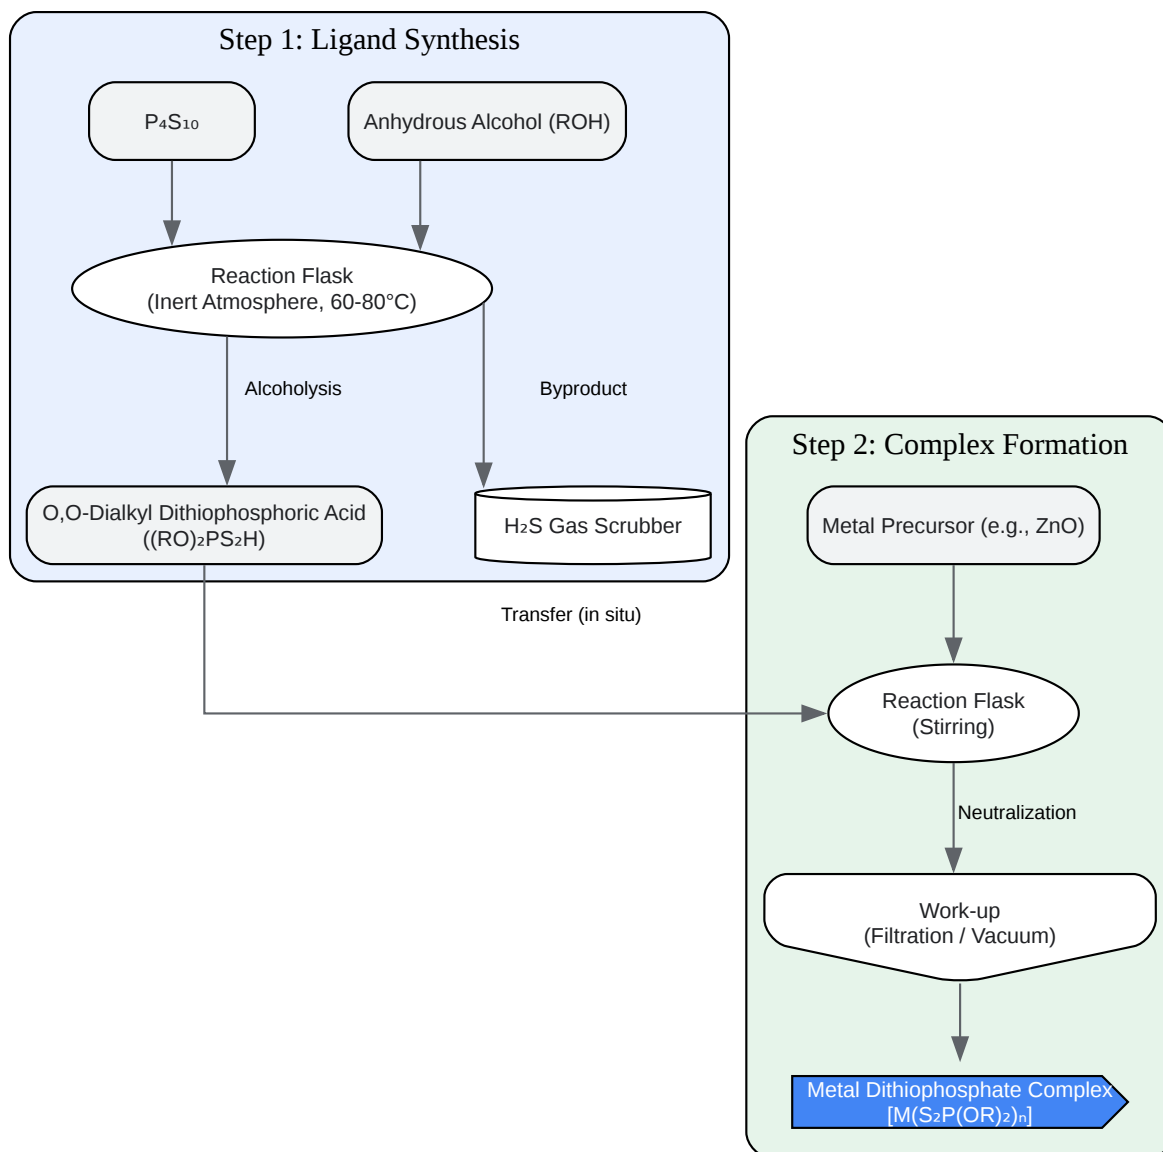 Step 1: Ligand Synthesis
P₄S₁₀
Anhydrous Alcohol (ROH)
Reaction Flask
(Inert Atmosphere, 60-80°C)
Alcoholysis
Byproduct
O,O-Dialkyl Dithiophosphoric Acid
((RO)₂PS₂H)
H₂S Gas Scrubber
Transfer (in situ)
Step 2: Complex Formation
Metal Precursor (e.g., ZnO)
Reaction Flask
(Stirring)
Neutralization
Work-up
(Filtration / Vacuum)
Metal Dithiophosphate Complex
[M(S₂P(OR)₂)ₙ]